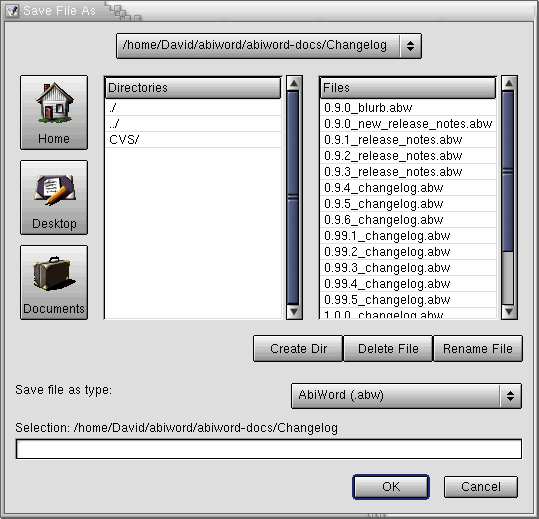 Save File As
/home/David/abiword/abiword-docs/Changelog
Home
Desktop
Documents
Directories
./
../
CVS/
Files
0.9.0_blurb.abw
0.9.0_new_release_notes.abw
0.9.1_release_notes.abw
0.9.2_release_notes.abw
0.9.3_release_notes.abw
0.9.4_changelog.abw
0.9.5_changelog.abw
0.9.6_changelog.abw
0.99.1_changelog.abw
0.99.2_changelog.abw
0.99.3_changelog.abw
0.99.4_changelog.abw
0.99.5_changelog.abw
1.0.0_changelog.abw
Create Dir Delete File Rename File
Save file as type: AbiWord (.abw)
Selection: /home/David/abiword/abiword-docs/Changelog
OK Cancel